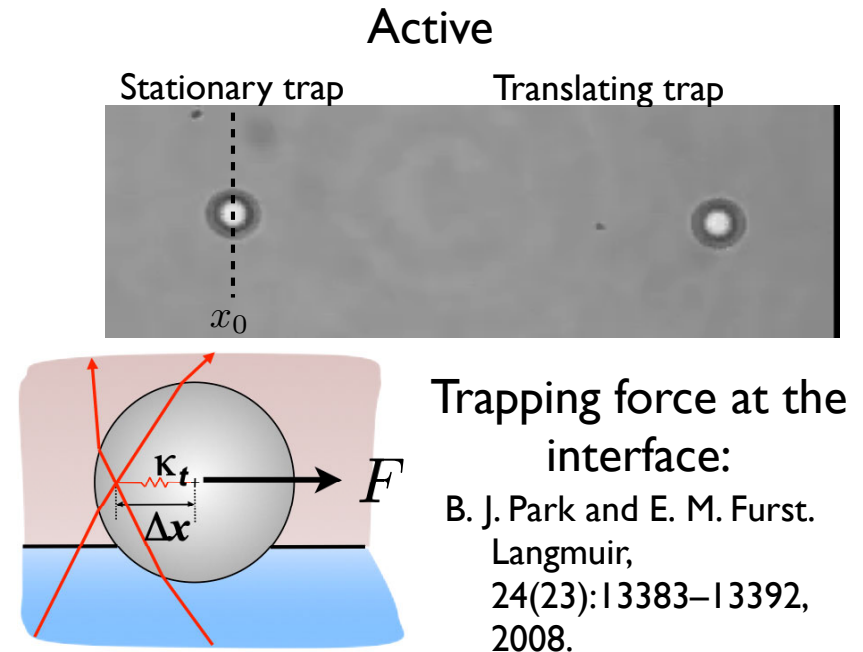 Active
Stationary trap
Translating trap
x₀
κₜ
Δx
F
Trapping force at the
interface:
B. J. Park and E. M. Furst.
Langmuir,
24(23):13383–13392,
2008.